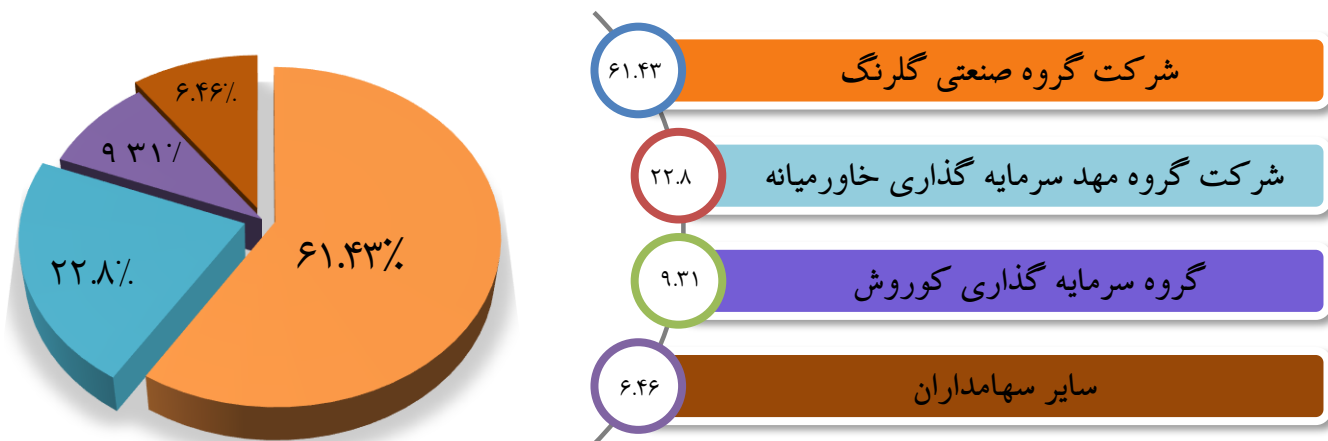 ۶.۴۶٪
۹.۳۱٪
۲۲.۸٪
۶۱.۴۳٪
۶۱.۴۳
شرکت گروه صنعتی گلرنگ
۲۲.۸
شرکت گروه مهد سرمایه گذاری خاورمیانه
۹.۳۱
گروه سرمایه گذاری کوروش
۶.۴۶
سایر سهامداران